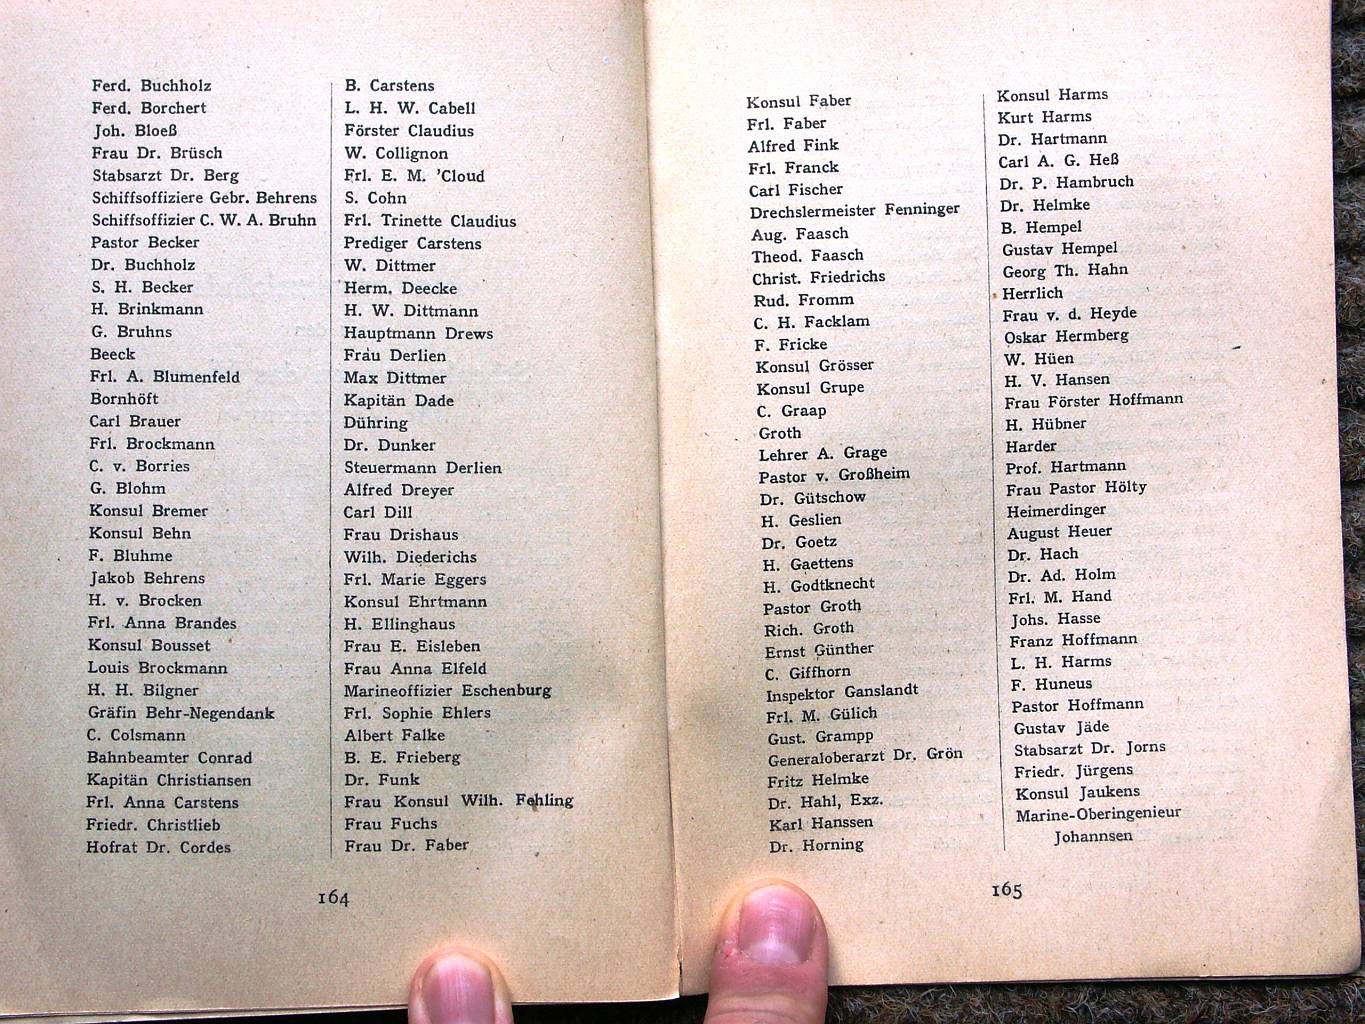 Ferd. Buchholz
Ferd. Borchert
Joh. Bloeß
Frau Dr. Brüsch
Stabsarzt Dr. Berg
Schiffsoffiziere Gebr. Behrens
Schiffsoffizier C. W. A. Bruhn
Pastor Becker
Dr. Buchholz
S. H. Becker
H. Brinkmann
G. Bruhns
Beeck
Frl. A. Blumenfeld
Bornhöft
Carl Brauer
Frl. Brockmann
C. v. Borries
G. Blohm
Konsul Bremer
Konsul Behn
F. Bluhme
Jakob Behrens
H. v. Brocken
Frl. Anna Brandes
Konsul Bousset
Louis Brockmann
H. H. Bilgner
Gräfin Behr-Negendank
C. Colsmann
Bahnbeamter Conrad
Kapitän Christiansen
Frl. Anna Carstens
Friedr. Christlieb
Hofrat Dr. Cordes
B. Carstens
L. H. W. Cabell
Förster Claudius
W. Collignon
Frl. E. M. 'Cloud
S. Cohn
Frl. Trinette Claudius
Prediger Carstens
W. Dittmer
Herm. Deecke
H. W. Dittmann
Hauptmann Drews
Frau Derlien
Max Dittmer
Kapitän Dade
Dühring
Dr. Dunker
Steuermann Derlien
Alfred Dreyer
Carl Dill
Frau Drishaus
Wilh. Diederichs
Frl. Marie Eggers
Konsul Ehrtmann
H. Ellinghaus
Frau E. Eisleben
Frau Anna Elfeld
Marineoffizier Eschenburg
Frl. Sophie Ehlers
Albert Falke
B. E. Frieberg
Dr. Funk
Frau Konsul Wilh. Fehling
Frau Fuchs
Frau Dr. Faber
164
Konsul Faber
Frl. Faber
Alfred Fink
Frl. Franck
Carl Fischer
Drechslermeister Fenninger
Aug. Faasch
Theod. Faasch
Christ. Friedrichs
Rud. Fromm
C. H. Facklam
F. Fricke
Konsul Grösser
Konsul Grupe
C. Graap
Groth
Lehrer A. Grage
Pastor v. Großheim
Dr. Gütschow
H. Geslien
Dr. Goetz
H. Gaettens
H. Godtknecht
Pastor Groth
Rich. Groth
Ernst Günther
C. Giffhorn
Inspektor Ganslandt
Frl. M. Gülich
Gust. Grampp
Generaloberarzt Dr. Grön
Fritz Helmke
Dr. Hahl, Exz.
Karl Hanssen
Dr. Horning
Konsul Harms
Kurt Harms
Dr. Hartmann
Carl A. G. Heß
Dr. P. Hambruch
Dr. Helmke
B. Hempel
Gustav Hempel
Georg Th. Hahn
Herrlich
Frau v. d. Heyde
Oskar Hermberg
W. Hüen
H. V. Hansen
Frau Förster Hoffmann
H. Hübner
Harder
Prof. Hartmann
Frau Pastor Hölty
Heimerdinger
August Heuer
Dr. Hach
Dr. Ad. Holm
Frl. M. Hand
Johs. Hasse
Franz Hoffmann
L. H. Harms
F. Huneus
Pastor Hoffmann
Gustav Jäde
Stabsarzt Dr. Jorns
Friedr. Jürgens
Konsul Jaukens
Marine-Oberingenieur
Johannsen
165